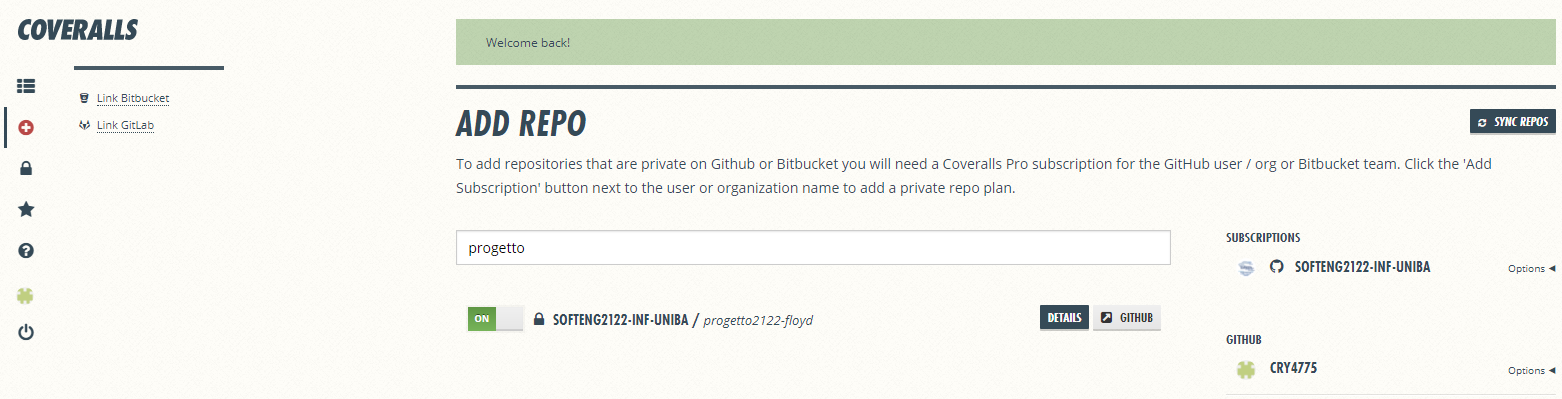 COVERALLS
Link Bitbucket
Link GitLab
Welcome back!
ADD REPO
SYNC REPOS
To add repositories that are private on Github or Bitbucket you will need a Coveralls Pro subscription for the GitHub user / org or Bitbucket team. Click the 'Add
Subscription' button next to the user or organization name to add a private repo plan.
progetto
ON
SOFTENG2122-INF-UNIBA / progetto2122-floyd
DETAILS
GITHUB
SUBSCRIPTIONS
SOFTENG2122-INF-UNIBA
Options
GITHUB
CRY4775
Options